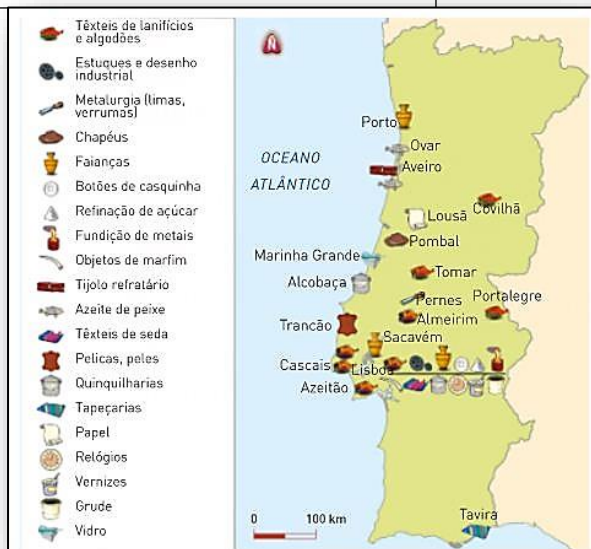 Têxteis de lanifícios
e algodões
Estuques e desenho
industrial
Metalurgia (limas,
verrumas)
Chapéus
Faianças
Botões de casquinha
Refinação de açúcar
Fundição de metais
Objetos de marfim
Tijolo refratário
Azeite de peixe
Têxteis de seda
Pelicas, peles
Quinquilharias
Tapeçarias
Papel
Relógios
Vernizes
Grude
Vidro
N
Porto
Ovar
OCEANO
ATLÂNTICO
Aveiro
Covilhã
Lousã
Pombal
Marinha Grande
Tomar
Alcobaça
Pernes
Portalegre
Almeirim
Trancão
Sacavém
Cascais
Lisboa
Azeitão
Tavira
0 100 km